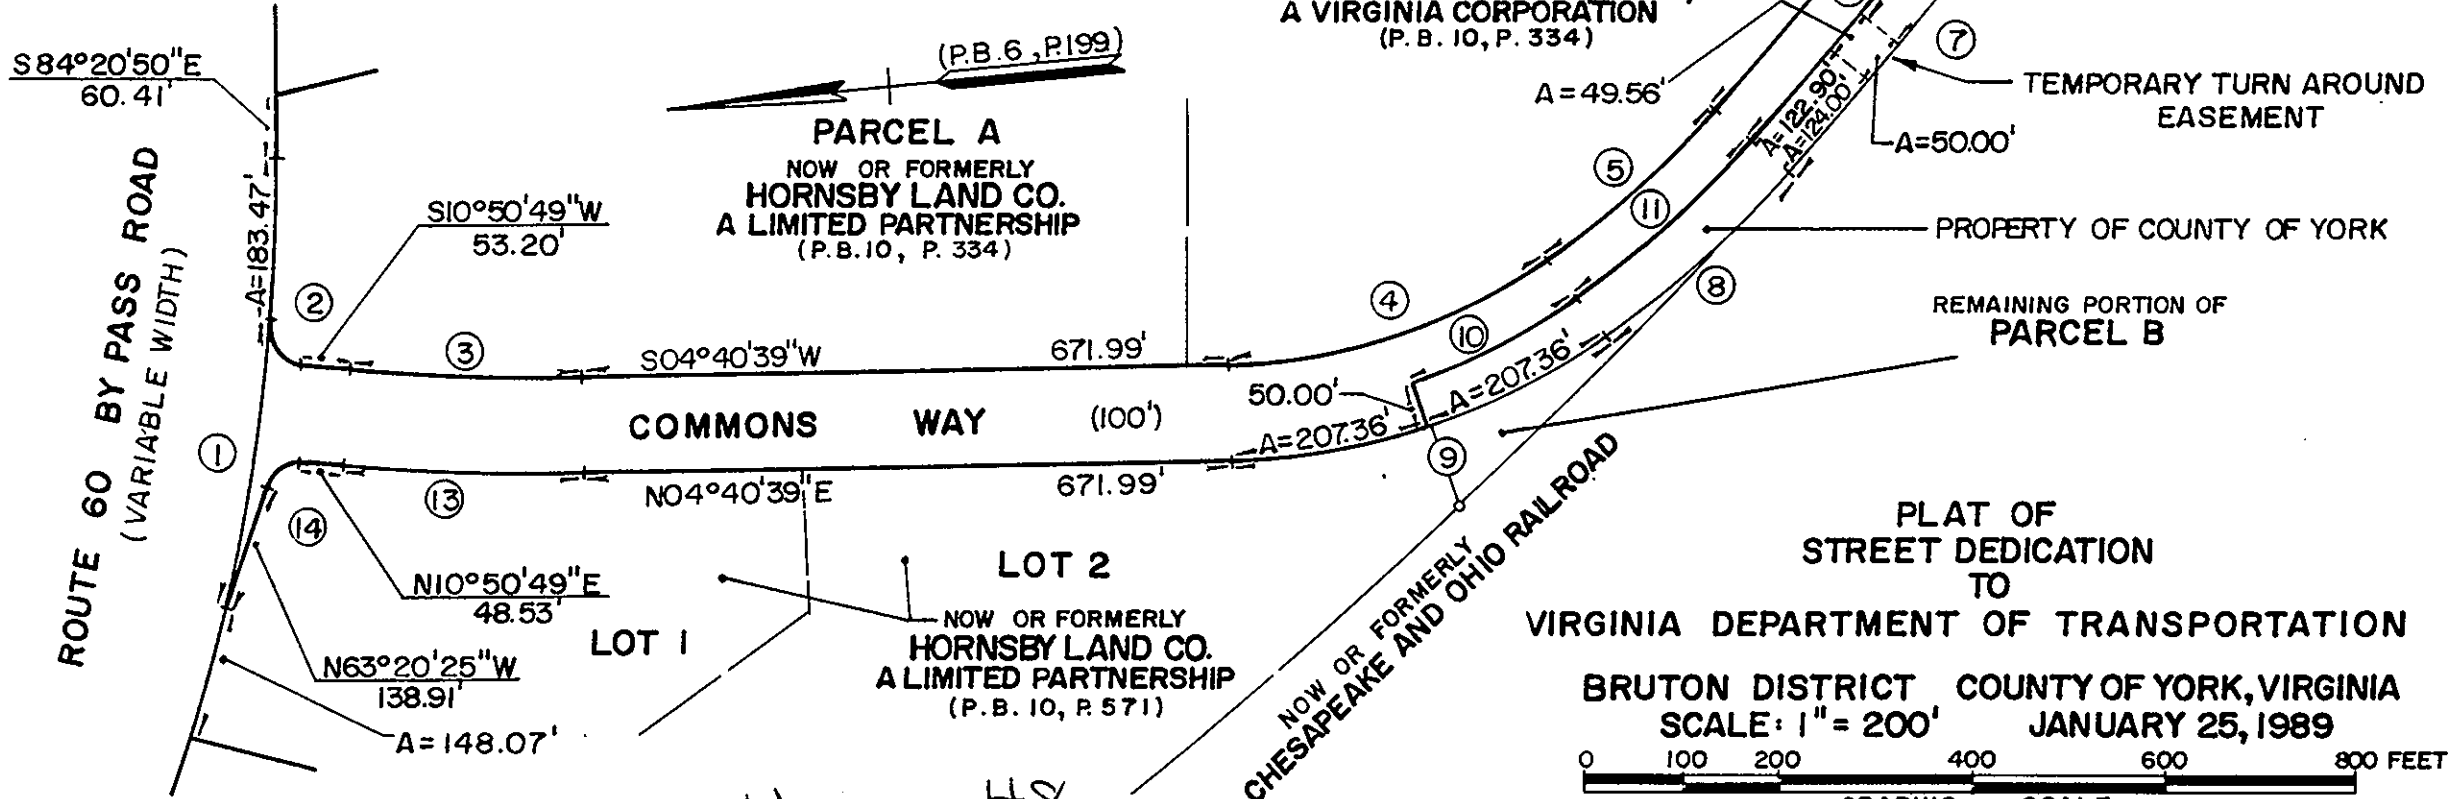 A VIRGINIA CORPORATION
(P.B. 10, P. 334)
S84°20'50"E
60.41'
(P.B.6, P.199)
A=49.56'
7
TEMPORARY TURN AROUND
EASEMENT
A=50.00'
A=122.90'
A=124.00'
PARCEL A
NOW OR FORMERLY
HORNSBY LAND CO.
A LIMITED PARTNERSHIP
(P.B.10, P. 334)
ROUTE 60 BY PASS ROAD
(VARIABLE WIDTH)
A=183.47'
S10°50'49"W
53.20'
5
11
PROPERTY OF COUNTY OF YORK
2
4
8
REMAINING PORTION OF
PARCEL B
3
S04°40'39"W
671.99'
10
50.00'
A=207.36'
A=207.36'
COMMONS WAY (100')
1
9
13
N04°40'39"E
671.99'
14
N10°50'49"E
48.53'
LOT 1
LOT 2
NOW OR FORMERLY
HORNSBY LAND CO.
A LIMITED PARTNERSHIP
(P.B. 10, P. 571)
N63°20'25"W
138.91'
A=148.07'
NOW OR FORMERLY
CHESAPEAKE AND OHIO RAILROAD
PLAT OF
STREET DEDICATION
TO
VIRGINIA DEPARTMENT OF TRANSPORTATION
BRUTON DISTRICT COUNTY OF YORK, VIRGINIA
SCALE: 1"= 200' JANUARY 25, 1989
0 100 200 400 600 800 FEET